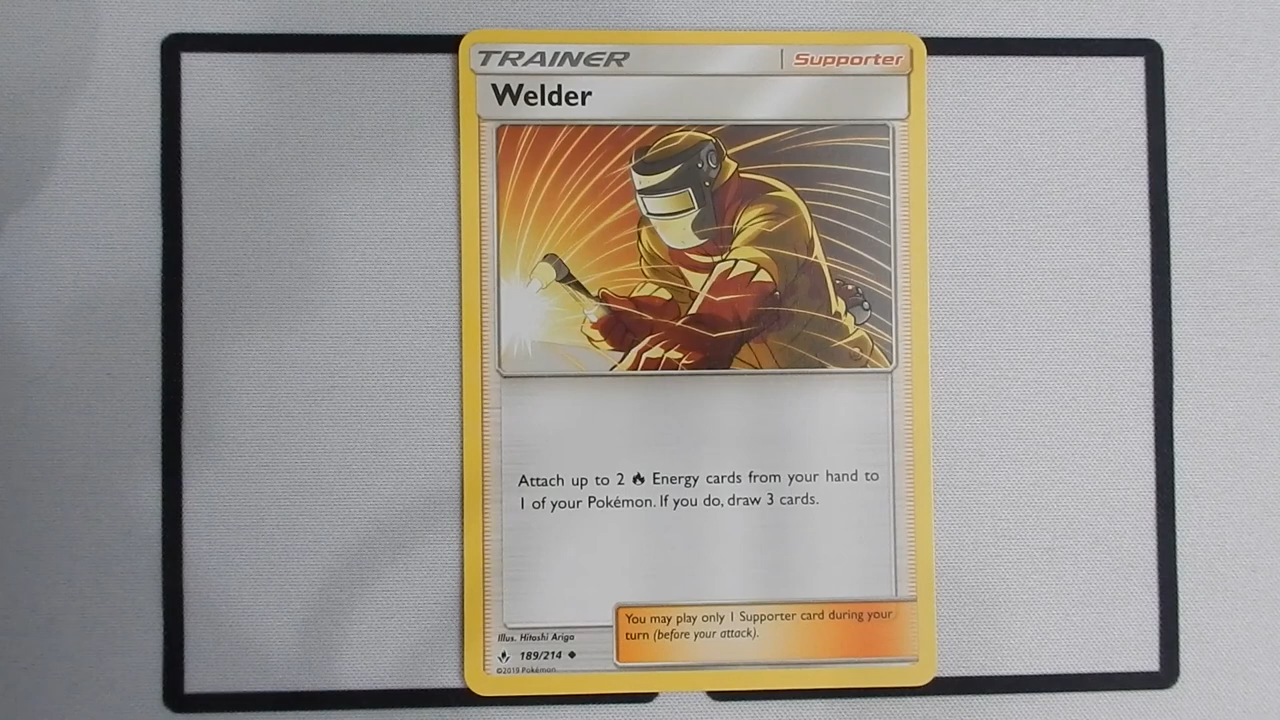 TRAINER
Supporter
Welder
Attach up to 2 Energy cards from your hand to
1 of your Pokémon. If you do, draw 3 cards.
You may play only 1 Supporter card during your
turn (before your attack).
Illus. Hitoshi Ariga
189/214
©2019 Pokémon